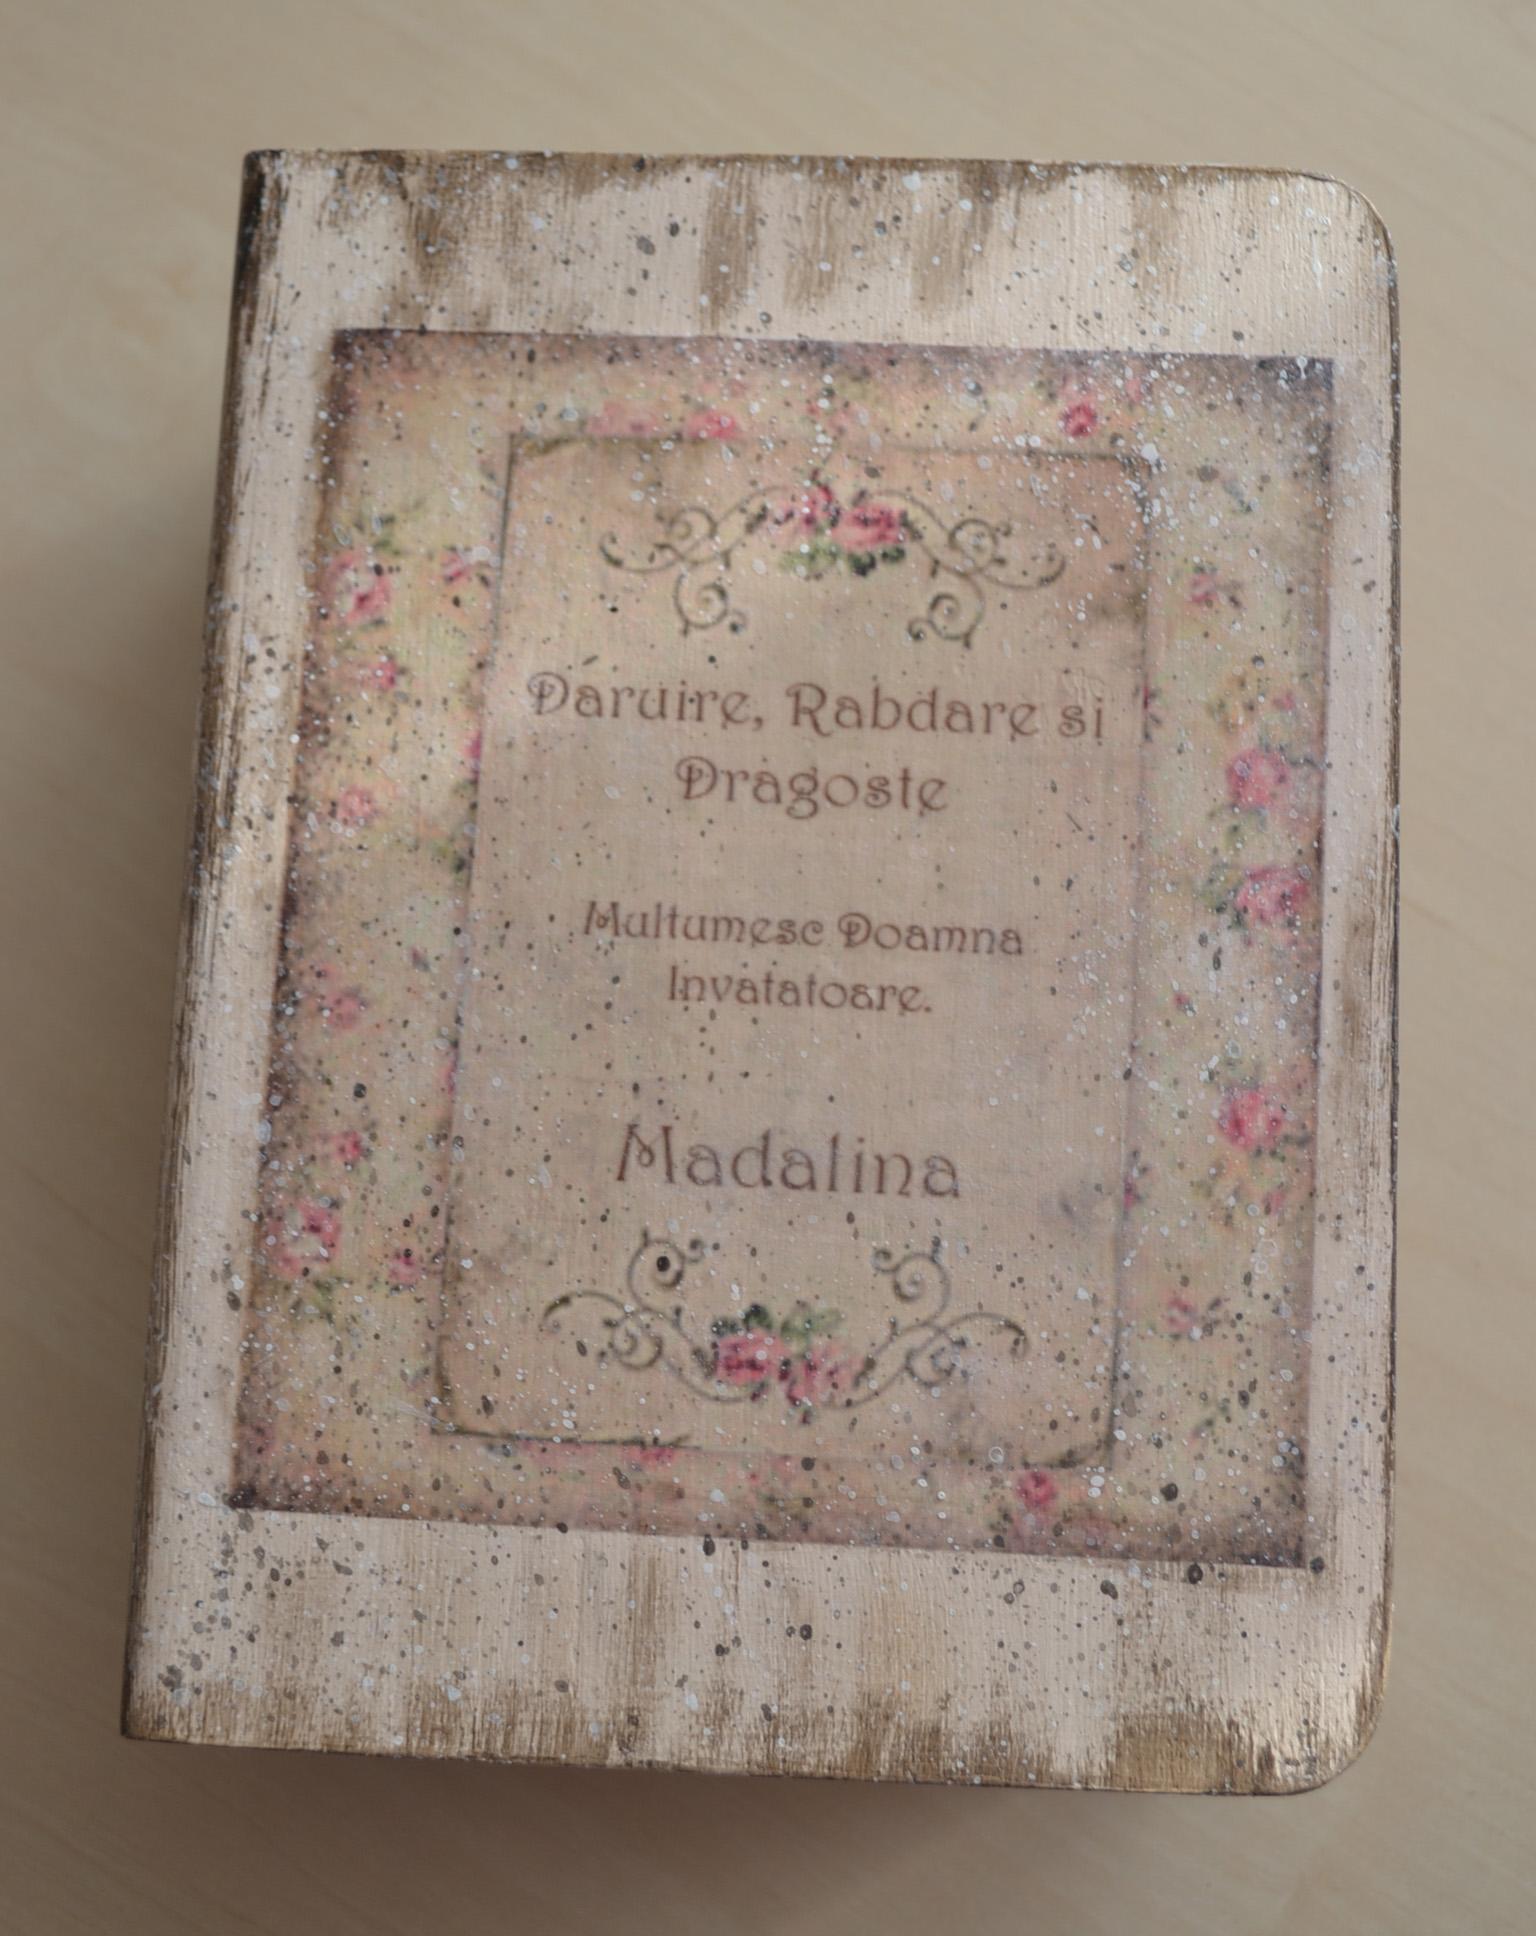 Daruire, Rabdare si
Dragoste
Multumesc Doamna
Invatatoare.
Madalina